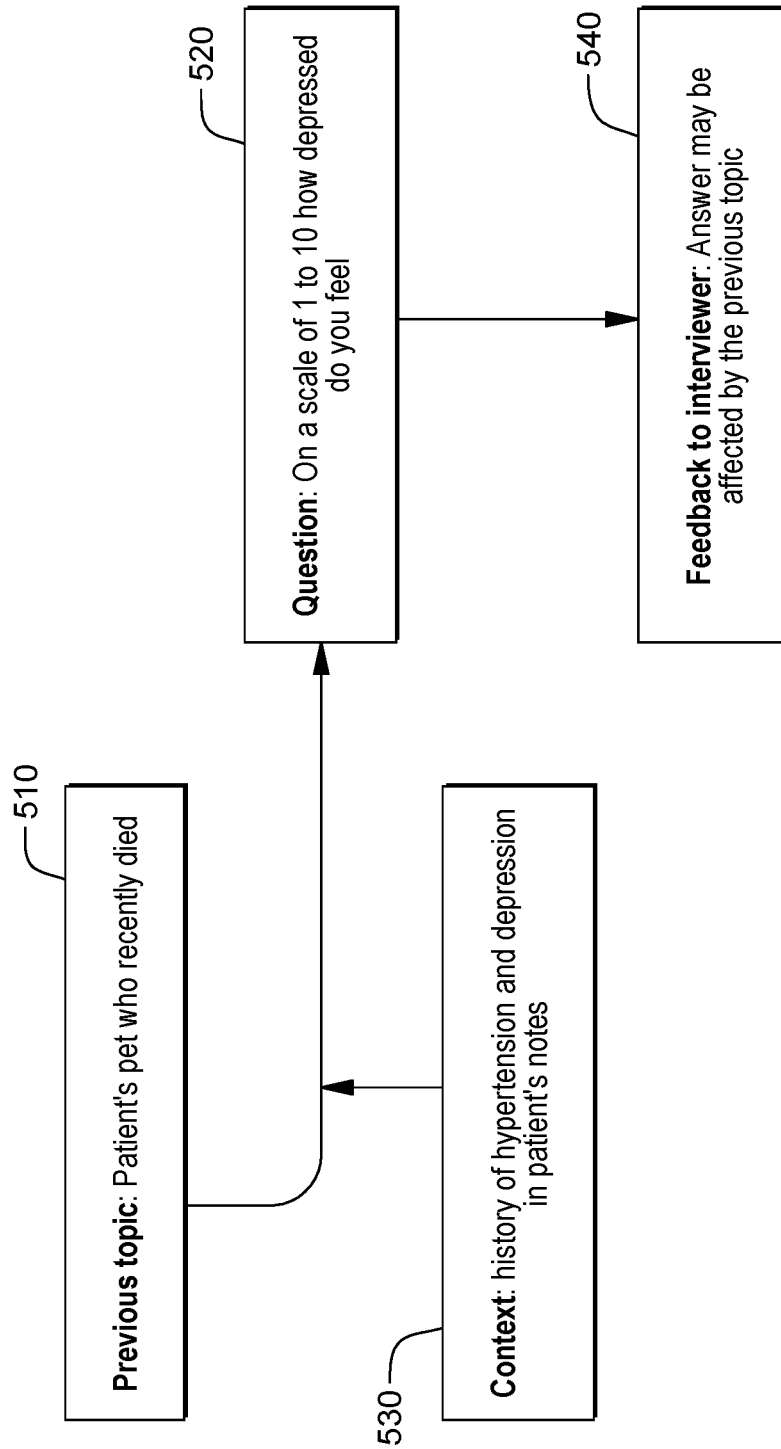 510
Previous topic: Patient's pet who recently died
530
Context: history of hypertension and depression
in patient's notes
520
Question: On a scale of 1 to 10 how depressed
do you feel
540
Feedback to interviewer: Answer may be
affected by the previous topic